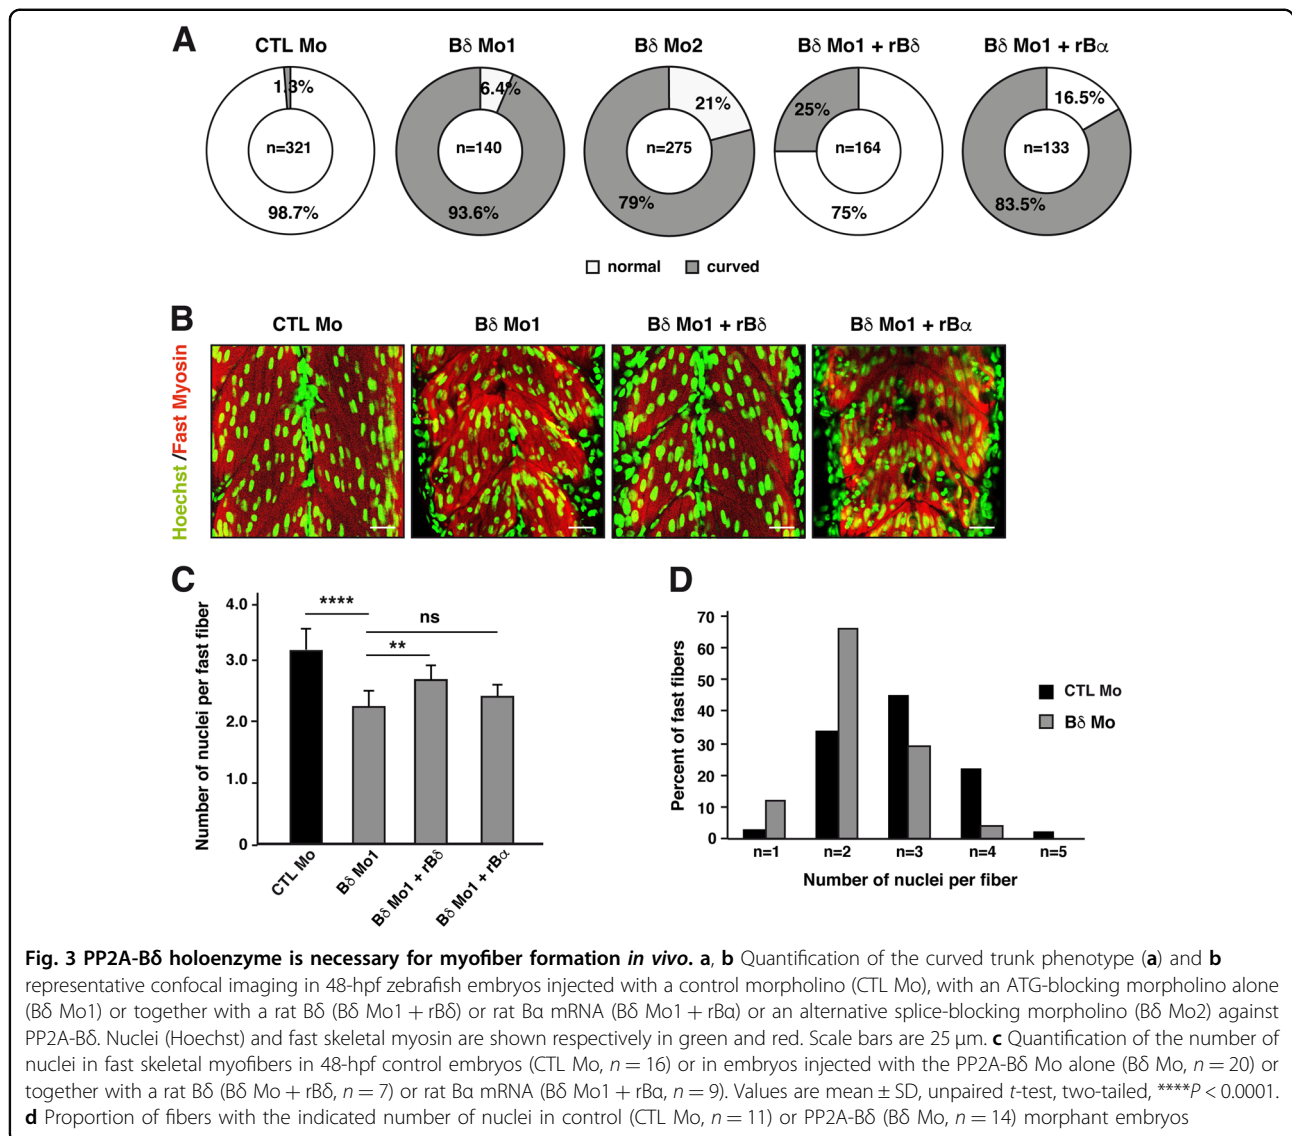 A
CTL Mo
Bδ Mo1
Bδ Mo2
Bδ Mo1 + rBδ
Bδ Mo1 + rBα
1.3%
6.4%
21%
25%
16.5%
n=321
n=140
n=275
n=164
n=133
98.7%
93.6%
79%
75%
83.5%
normal
curved
B
CTL Mo
Bδ Mo1
Bδ Mo1 + rBδ
Bδ Mo1 + rBα
Hoechst /Fast Myosin
C
Number of nuclei per fast fiber
4.0
3.0
2.0
1.0
0
****
ns
**
CTL Mo
Bδ Mo1
Bδ Mo1 + rBδ
Bδ Mo1 + rBα
D
Percent of fast fibers
70
60
50
40
30
20
10
0
n=1
n=2
n=3
n=4
n=5
Number of nuclei per fiber
CTL Mo
Bδ Mo
Fig. 3 PP2A-Bδ holoenzyme is necessary for myofiber formation in vivo. a, b Quantification of the curved trunk phenotype (a) and b
representative confocal imaging in 48-hpf zebrafish embryos injected with a control morpholino (CTL Mo), with an ATG-blocking morpholino alone
(Bδ Mo1) or together with a rat Bδ (Bδ Mo1 + rBδ) or rat Bα mRNA (Bδ Mo1 + rBα) or an alternative splice-blocking morpholino (Bδ Mo2) against
PP2A-Bδ. Nuclei (Hoechst) and fast skeletal myosin are shown respectively in green and red. Scale bars are 25 μm. c Quantification of the number of
nuclei in fast skeletal myofibers in 48-hpf control embryos (CTL Mo, n = 16) or in embryos injected with the PP2A-Bδ Mo alone (Bδ Mo, n = 20) or
together with a rat Bδ (Bδ Mo + rBδ, n = 7) or rat Bα mRNA (Bδ Mo1 + rBα, n = 9). Values are mean ± SD, unpaired t-test, two-tailed, ****P < 0.0001.
d Proportion of fibers with the indicated number of nuclei in control (CTL Mo, n = 11) or PP2A-Bδ (Bδ Mo, n = 14) morphant embryos